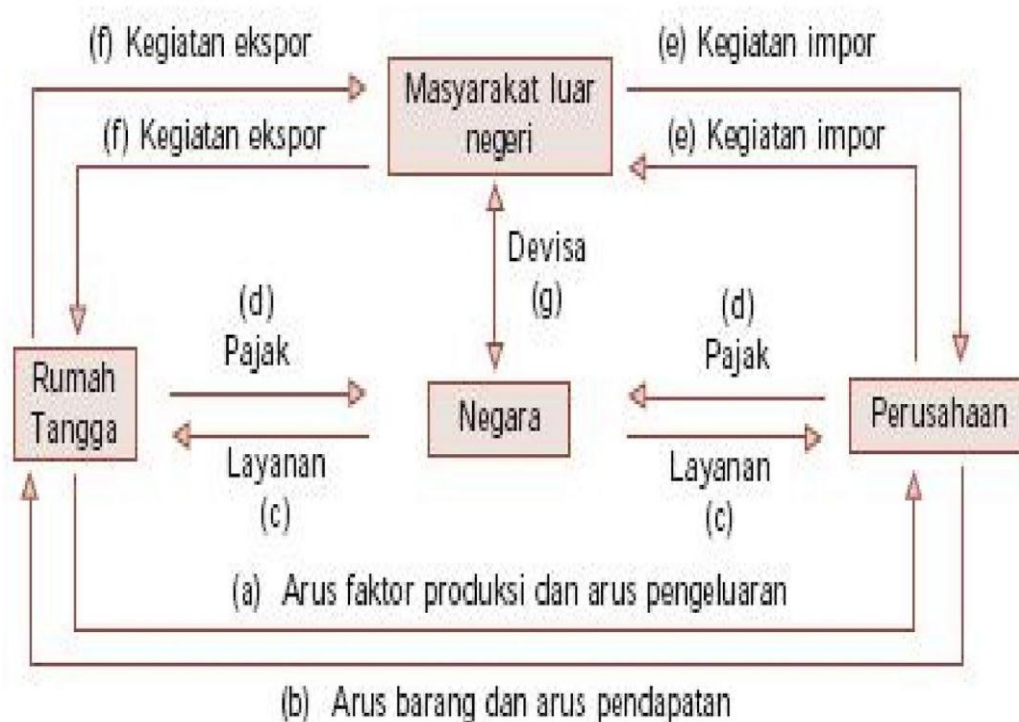 (f) Kegiatan ekspor
(e) Kegiatan impor
Masyarakat luar
negeri
(f) Kegiatan ekspor
(e) Kegiatan impor
Devisa
(g)
(d)
Pajak
(d)
Pajak
Rumah
Tangga
Negara
Perusahaan
Layanan
(c)
Layanan
(c)
(a) Arus faktor produksi dan arus pengeluaran
(b) Arus barang dan arus pendapatan